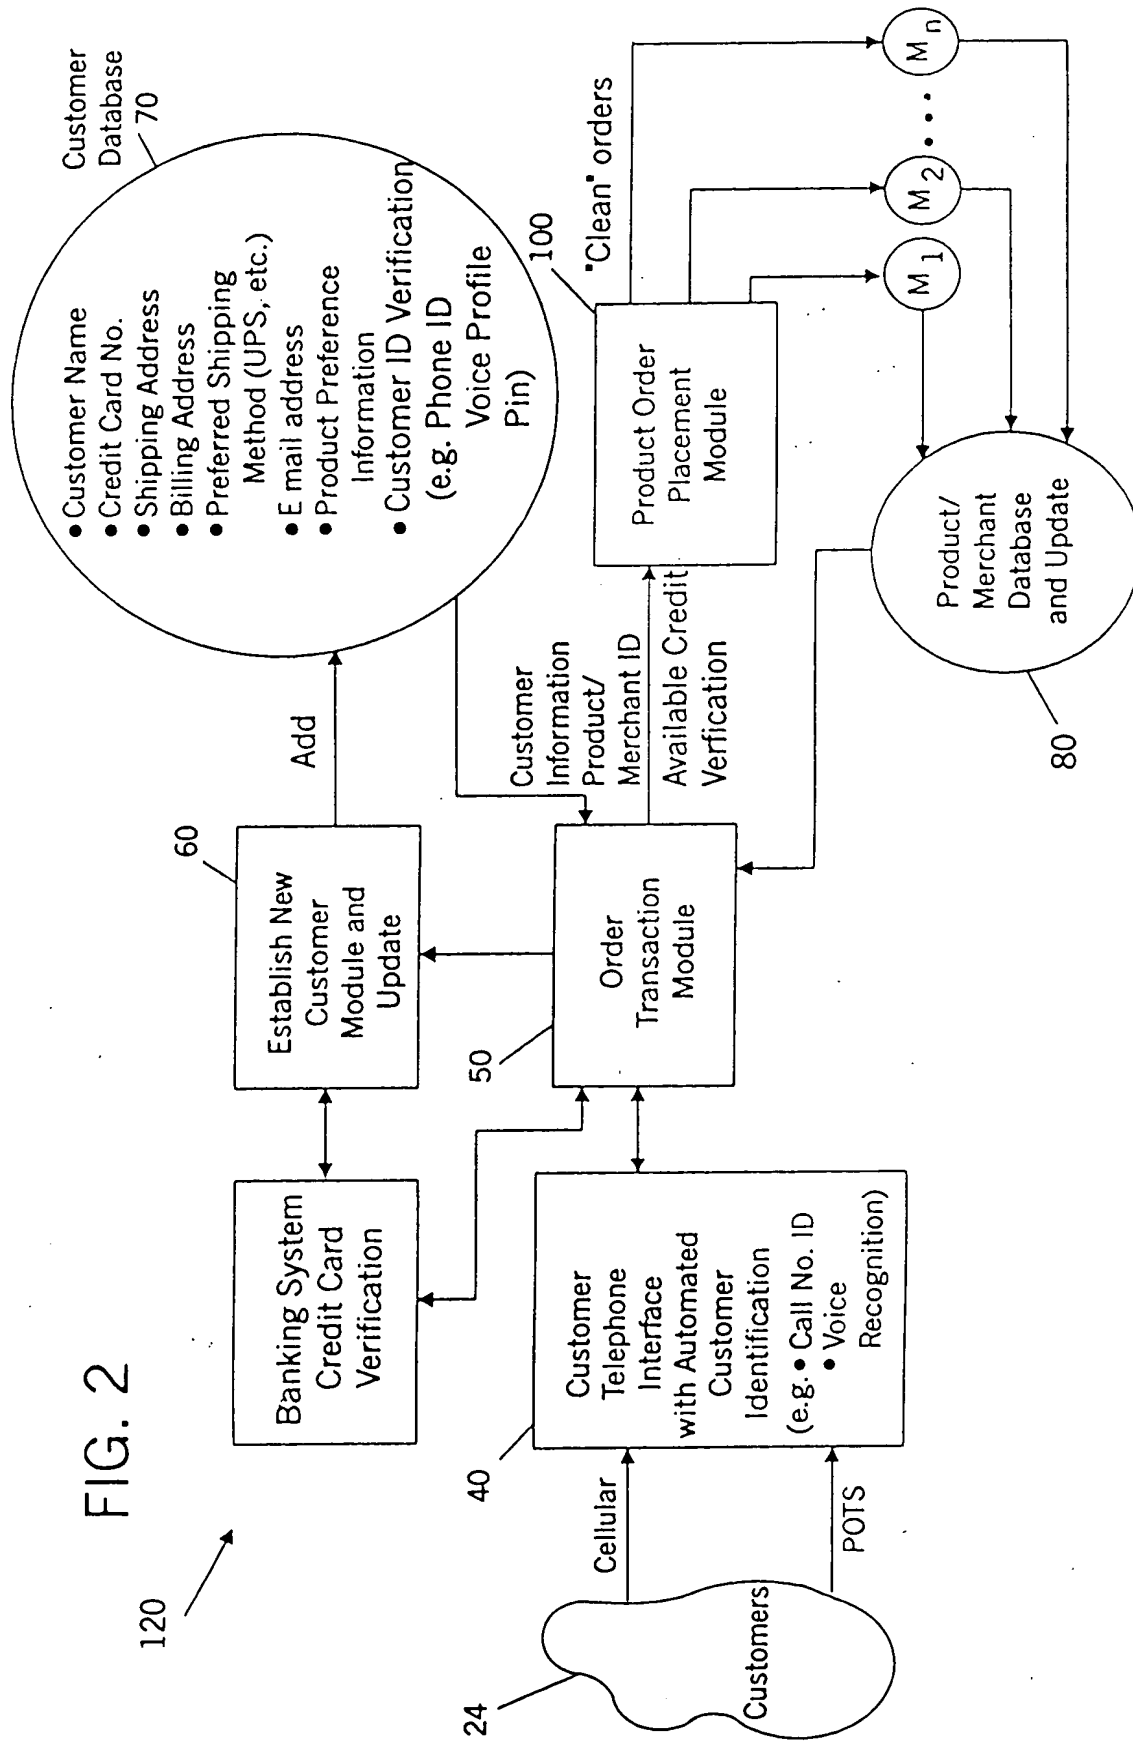 FIG. 2
120
Customer
Database
70
• Customer Name
• Credit Card No.
• Shipping Address
• Billing Address
• Preferred Shipping
Method (UPS, etc.)
• E mail address
• Product Preference
Information
• Customer ID Verification
(e.g. Phone ID
Voice Profile
Pin)
Banking System
Credit Card
Verification
60
Establish New
Customer
Module and
Update
Add
24
Customers
Cellular
POTS
40
Customer
Telephone
Interface
with Automated
Customer
Identification
(e.g. • Call No. ID
• Voice
Recognition)
50
Order
Transaction
Module
Customer
Information
Product/
Merchant ID
Available Credit
Verfication
100
Product Order
Placement
Module
"Clean" orders
M1
M2
• • • •
Mn
80
Product/
Merchant
Database
and Update